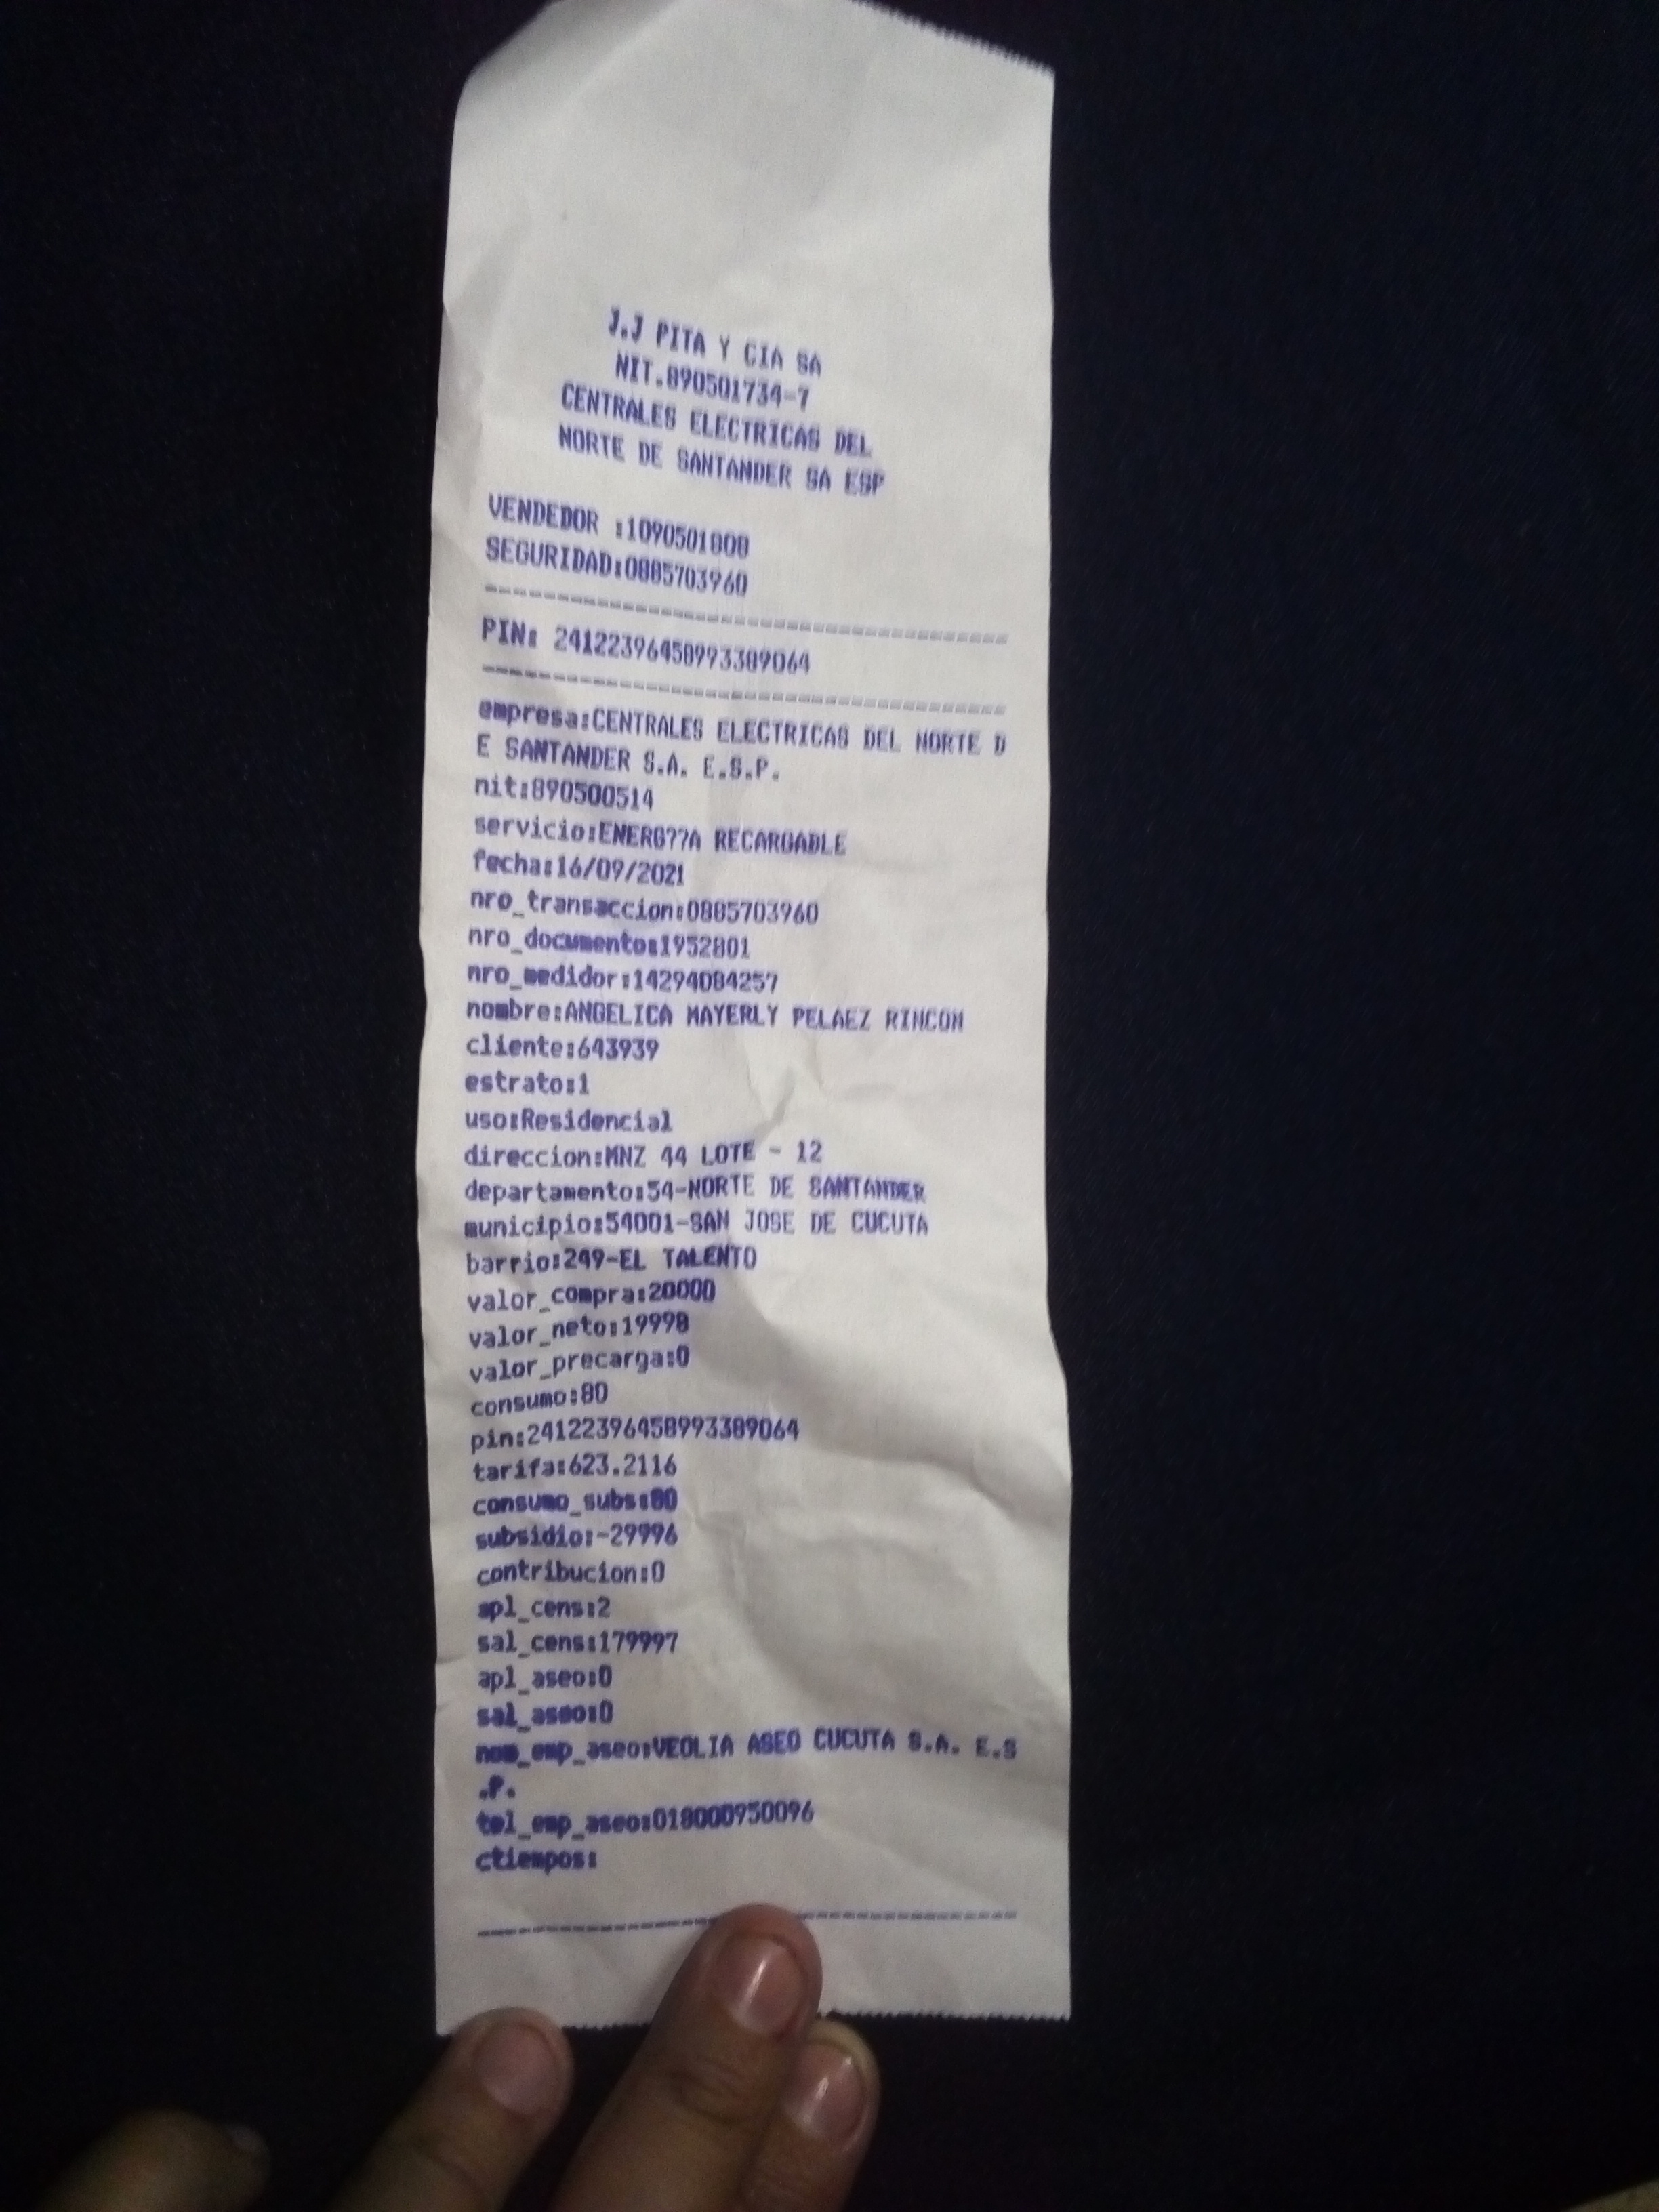 J.J PITA Y CIA SA
NIT.890501734-7
CENTRALES ELECTRICAS DEL
NORTE DE SANTANDER SA ESP
VENDEDOR :1090501808
SEGURIDAD:0885703960
PIN: 24122396458993389064
empresa:CENTRALES ELECTRICAS DEL NORTE D
E SANTANDER S.A. E.S.P.
nit:890500514
servicio:ENERG??A RECARGABLE
fecha:16/09/2021
nro_transaccion:0885703960
nro_documento:1952801
nro_medidor:14294084257
nombre:ANGELICA MAYERLY PELAEZ RINCON
cliente:643939
estrato:1
uso:Residencial
direccion:MNZ 44 LOTE - 12
departamento:54-NORTE DE SANTANDER
municipio:54001-SAN JOSE DE CUCUTA
barrio:249-EL TALENTO
valor_compra:20000
valor_neto:19998
valor_precarga:0
consumo:80
pin:24122396458993389064
tarifa:623.2116
consumo_subs:80
subsidio:-29996
contribucion:0
apl_cens:2
sal_cens:179997
apl_aseo:0
sal_aseo:0
nom_emp_aseo:VEOLIA ASEO CUCUTA S.A. E.S
.P.
tel_emp_aseo:018000950096
ctiempos: